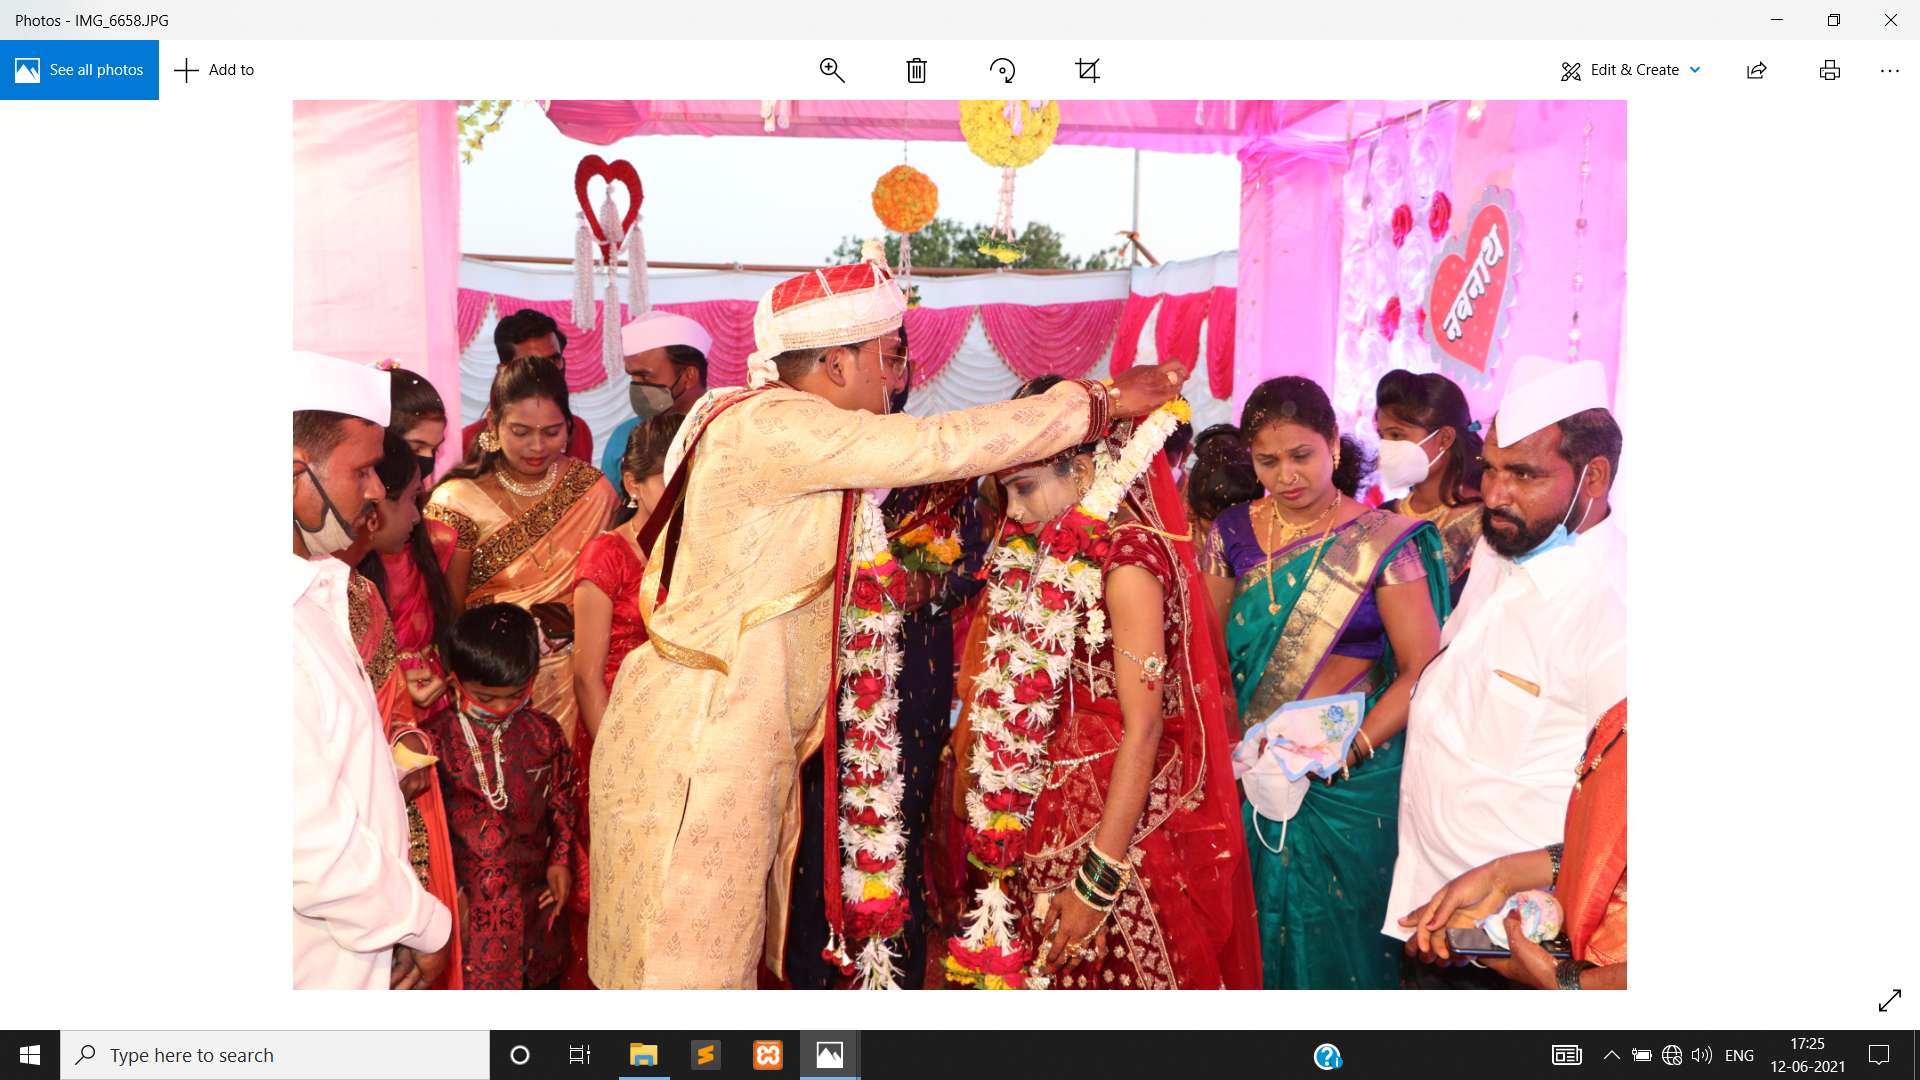 Photos - IMG_6658.JPG
See all photos
Add to
Edit & Create
नवनाथ
Type here to search
ENG
17:25
12-06-2021